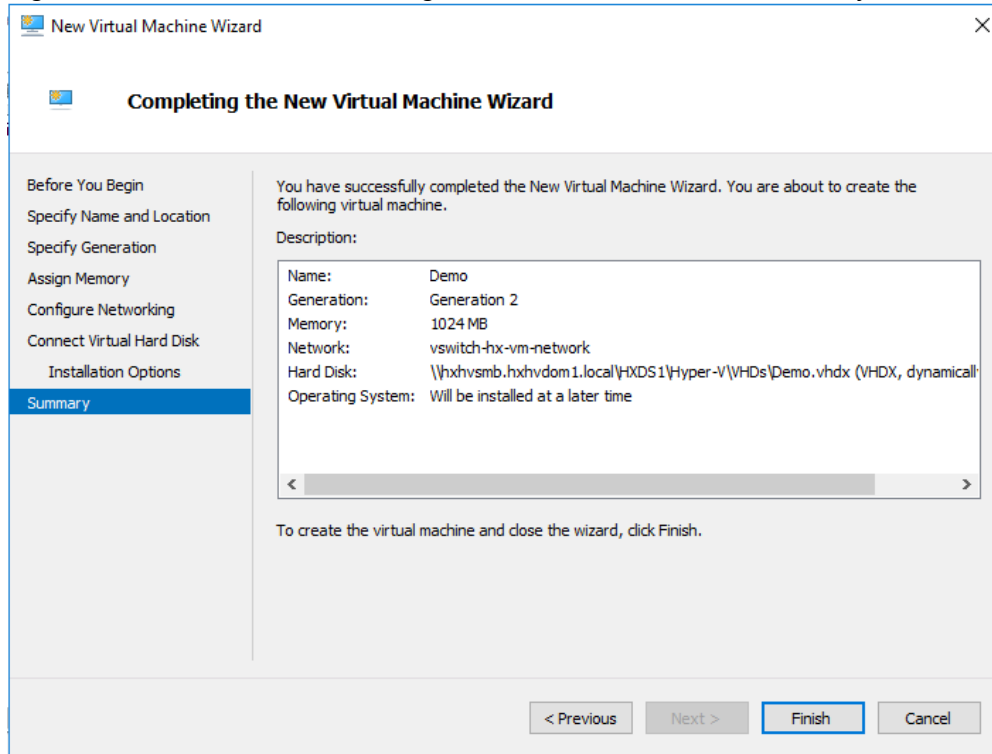 New Virtual Machine Wizard
Completing the New Virtual Machine Wizard
Before You Begin
Specify Name and Location
Specify Generation
Assign Memory
Configure Networking
Connect Virtual Hard Disk
Installation Options
Summary
You have successfully completed the New Virtual Machine Wizard. You are about to create the
following virtual machine.
Description:
Name: Demo
Generation: Generation 2
Memory: 1024 MB
Network: vswitch-hx-vm-network
Hard Disk: \\hxhvsmb.hxhvdom1.local\HXDS1\Hyper-V\VHDs\Demo.vhdx (VHDX, dynamicall
Operating System: Will be installed at a later time
To create the virtual machine and close the wizard, click Finish.
< Previous Next > Finish Cancel